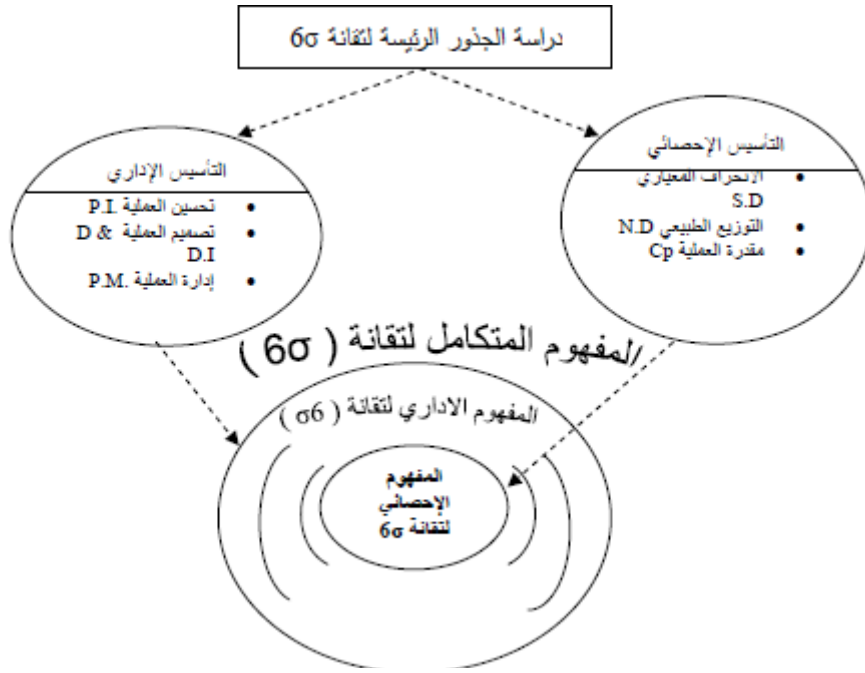 دراسة الجذور الرئيسة لتقانة 6σ
التأسيس الإحصائي
الانحراف المعياري
S.D
التوزيع الطبيعي N.D
مقدرة العملية Cp
التأسيس الإداري
تحسين العملية P.I.
تصميم العملية D &
D.I
إدارة العملية P.M.
المفهوم المتكامل لتقانة ( 6σ )
المفهوم الاداري لتقانة ( σ6 )
المفهوم
الإحصائي
لتقانة 6σ